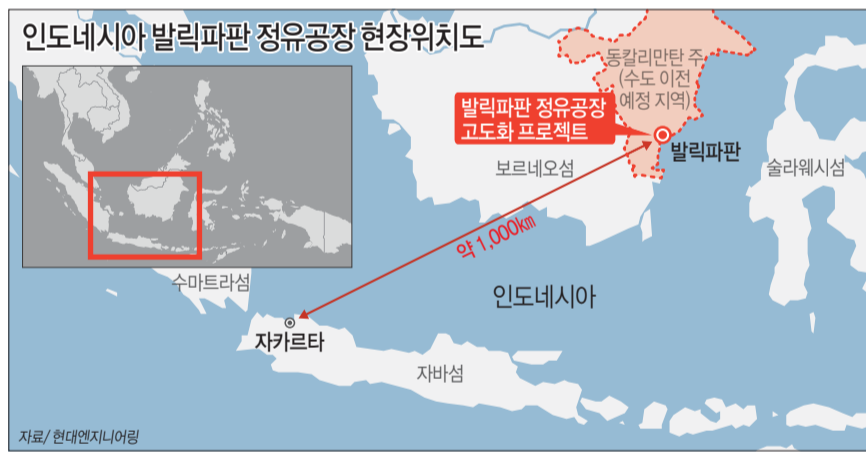 인도네시아 발릭파판 정유공장 현장위치도
동칼리만탄 주
(수도 이전
예정 지역)
발릭파판 정유공장
고도화 프로젝트
발릭파판
보르네오섬
술라웨시섬
약 1,000㎞
수마트라섬
인도네시아
자카르타
자바섬
자료/ 현대엔지니어링